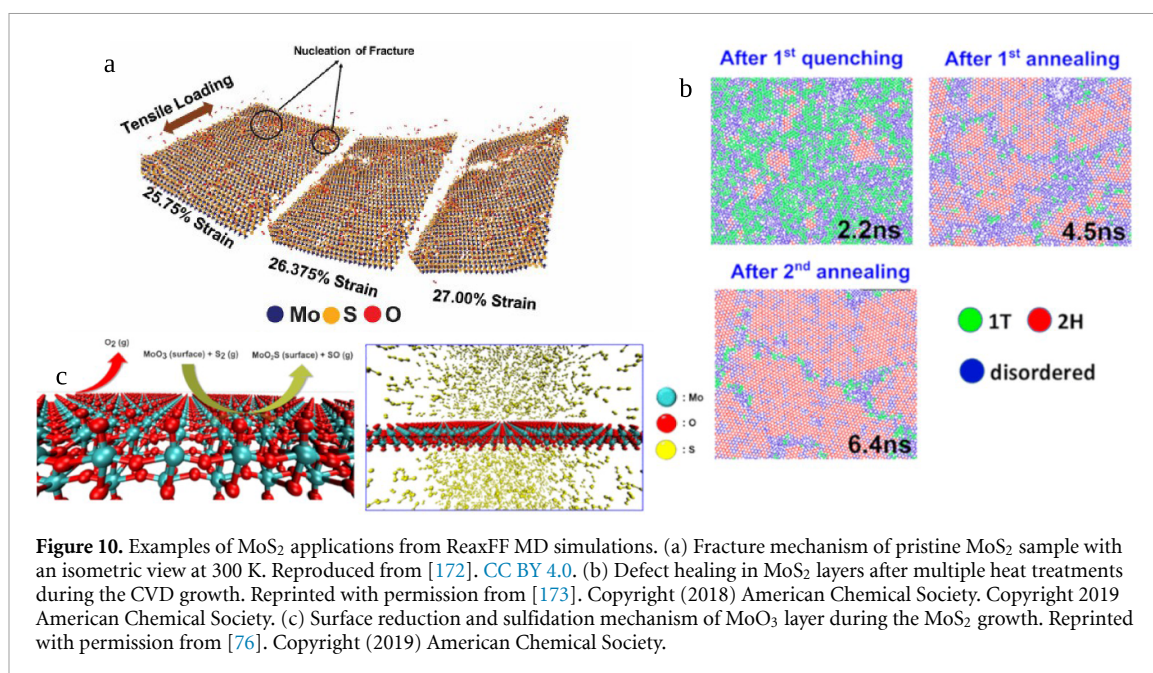 a
Nucleation of Fracture
Tensile Loading
25.75% Strain
26.375% Strain
27.00% Strain
Mo S O
b
After 1st quenching
After 1st annealing
2.2ns
4.5ns
After 2nd annealing
6.4ns
1T 2H
disordered
c
O₂ (g)
MoO₃ (surface) + S₂ (g)
MoO₂S (surface) + SO (g)
: Mo
: O
: S
Figure 10. Examples of MoS₂ applications from ReaxFF MD simulations. (a) Fracture mechanism of pristine MoS₂ sample with
an isometric view at 300 K. Reproduced from [172]. CC BY 4.0. (b) Defect healing in MoS₂ layers after multiple heat treatments
during the CVD growth. Reprinted with permission from [173]. Copyright (2018) American Chemical Society. Copyright 2019
American Chemical Society. (c) Surface reduction and sulfidation mechanism of MoO₃ layer during the MoS₂ growth. Reprinted
with permission from [76]. Copyright (2019) American Chemical Society.